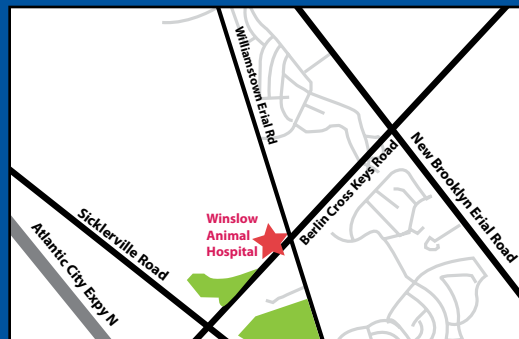 Williamstown Erial Rd
New Brooklyn Erial Road
Berlin Cross Keys Road
Winslow
Animal
Hospital
Sicklerville Road
Atlantic City Expy N